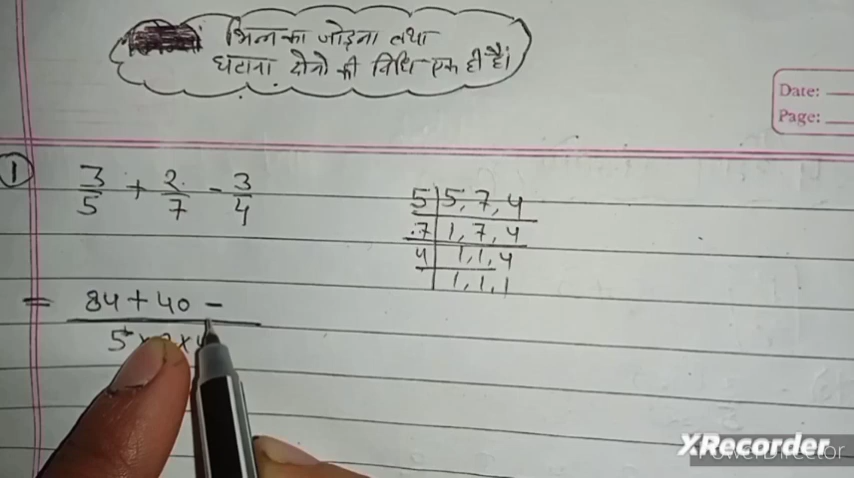 भिन्न का जोड़ना तथा
घटाना दोनो की विधि एक ही है।
Date:
Page:
1
3/5 + 2/7 - 3/4
5 | 5, 7, 4
7 | 1, 7, 4
4 | 1, 1, 4
1, 1, 1
= 84 + 40 -
5 × 7 ×
XRecorder
PowerDirector